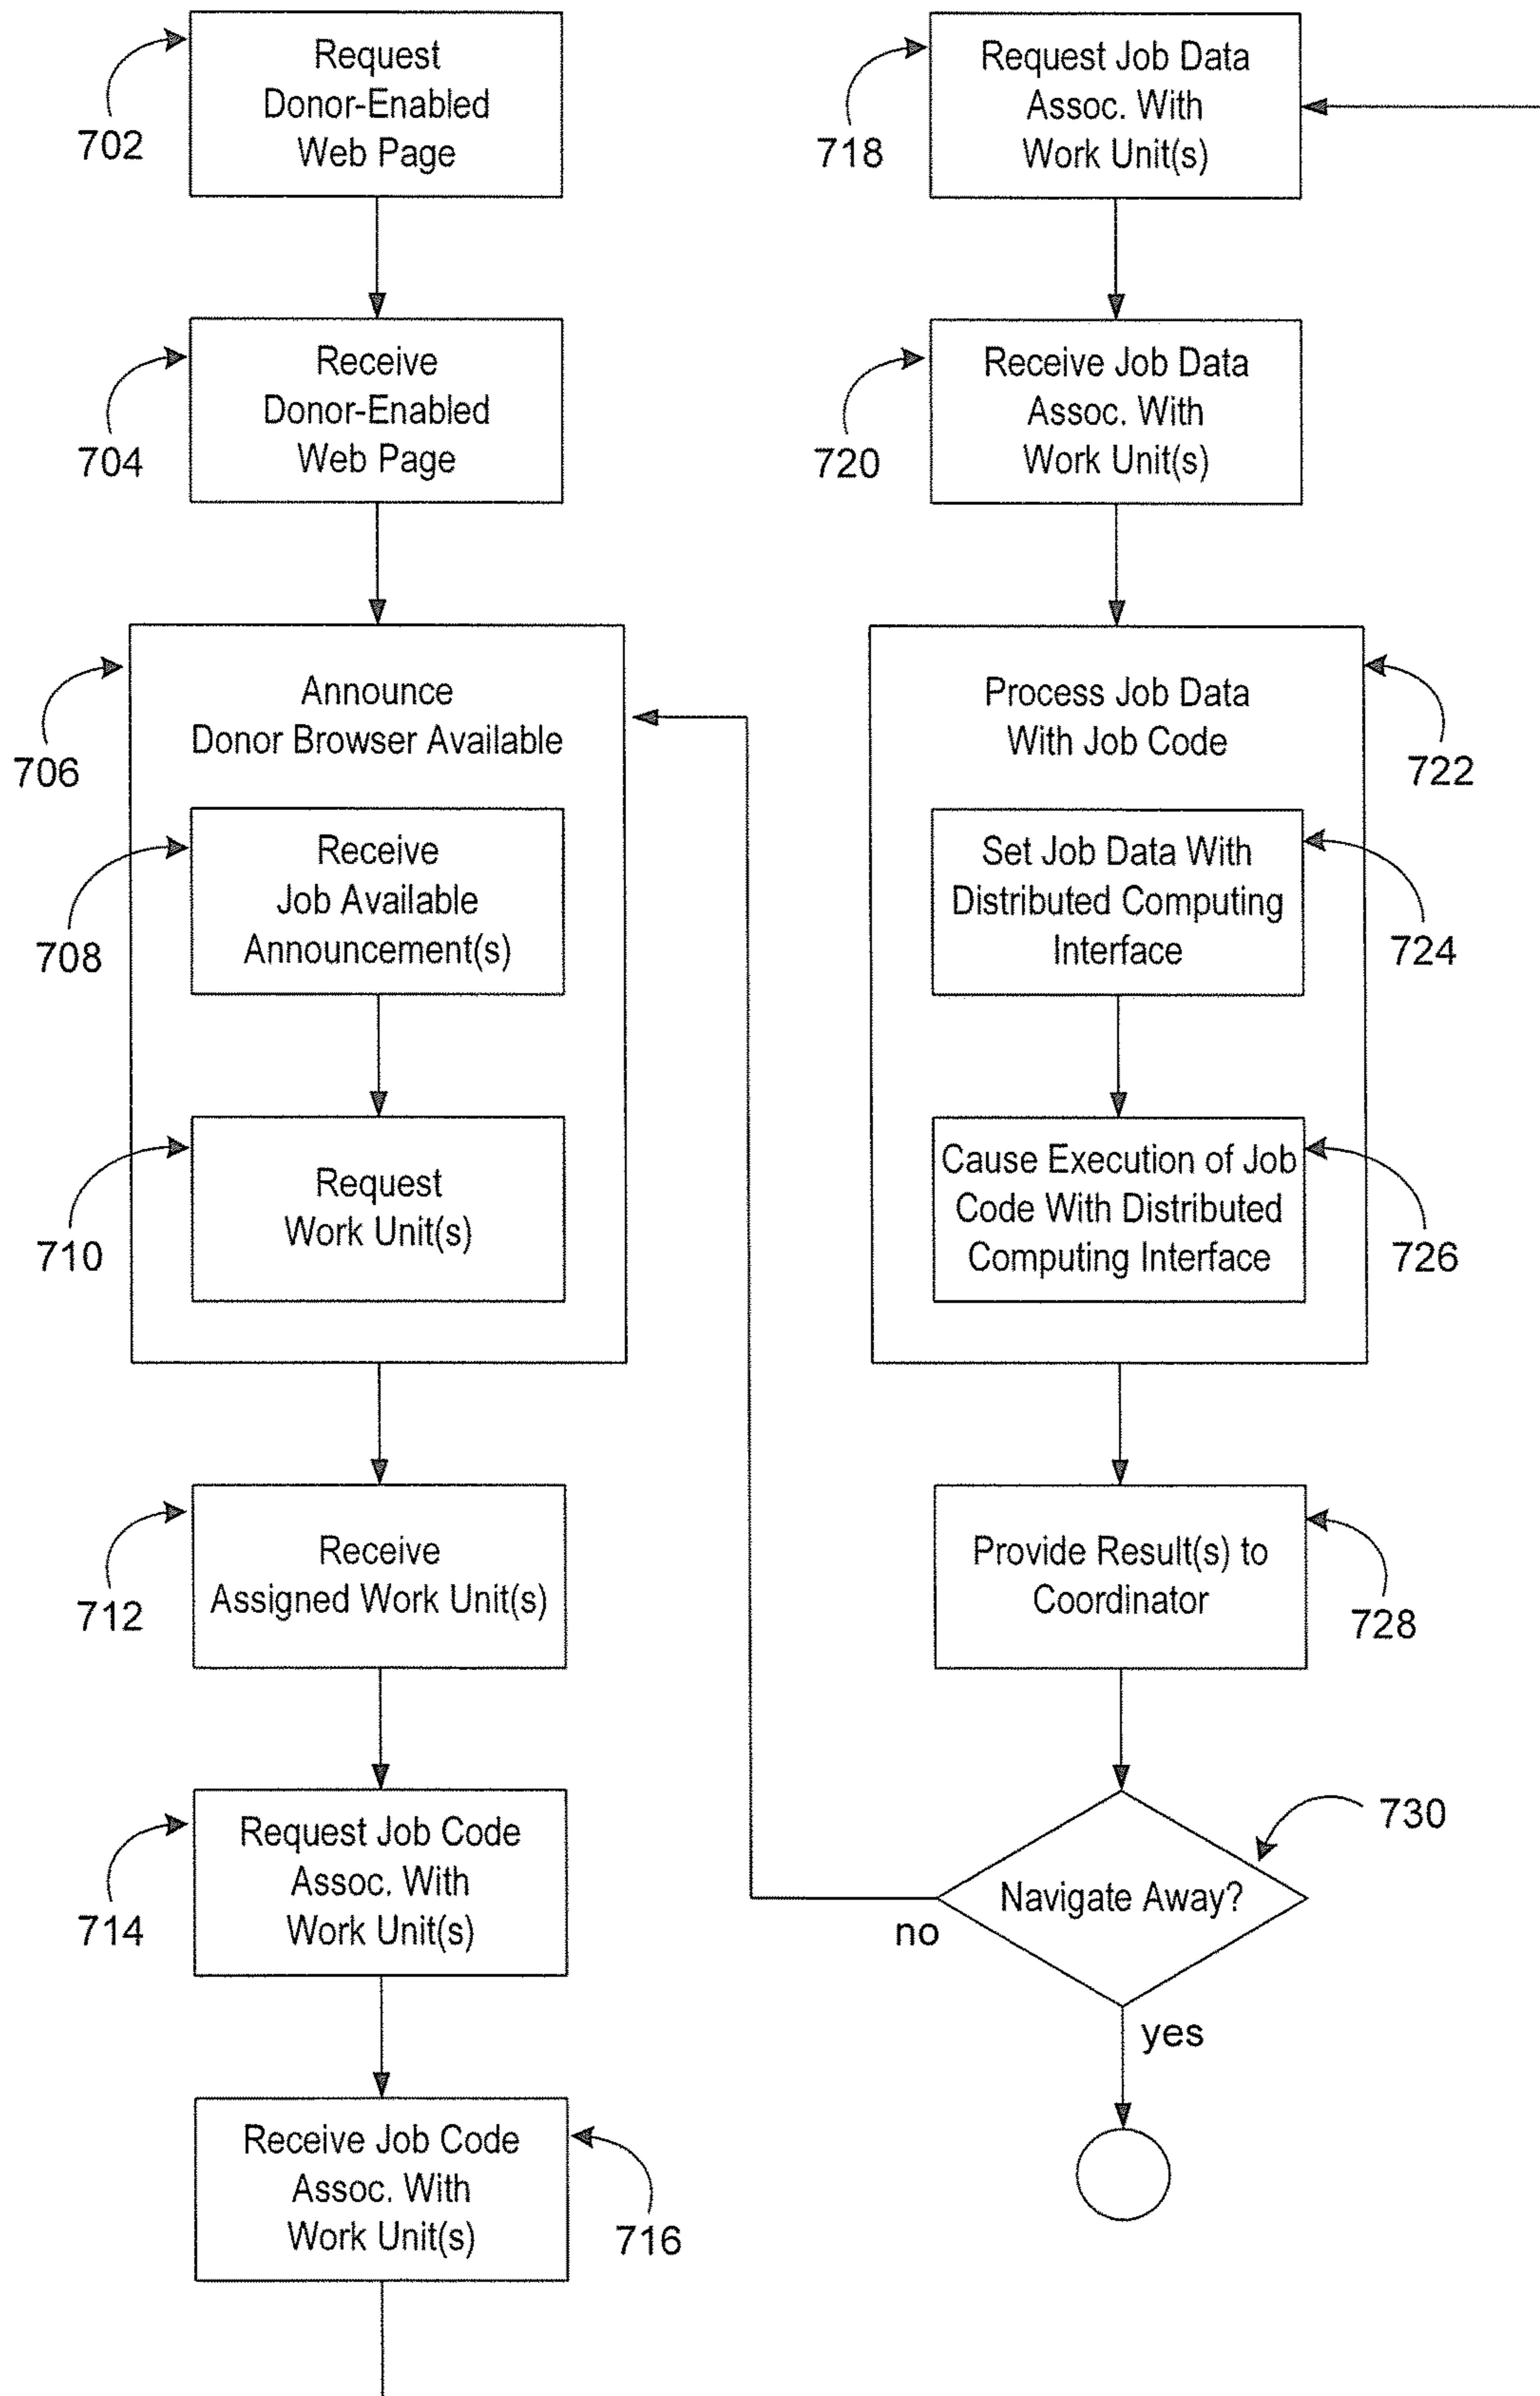 Request
Donor-Enabled
Web Page
702
Receive
Donor-Enabled
Web Page
704
Announce
Donor Browser Available
706
Receive
Job Available
Announcement(s)
708
Request
Work Unit(s)
710
Receive
Assigned Work Unit(s)
712
Request Job Code
Assoc. With
Work Unit(s)
714
Receive Job Code
Assoc. With
Work Unit(s)
716
Request Job Data
Assoc. With
Work Unit(s)
718
Receive Job Data
Assoc. With
Work Unit(s)
720
Process Job Data
With Job Code
722
Set Job Data With
Distributed Computing
Interface
724
Cause Execution of Job
Code With Distributed
Computing Interface
726
Provide Result(s) to
Coordinator
728
730
Navigate Away?
no
yes